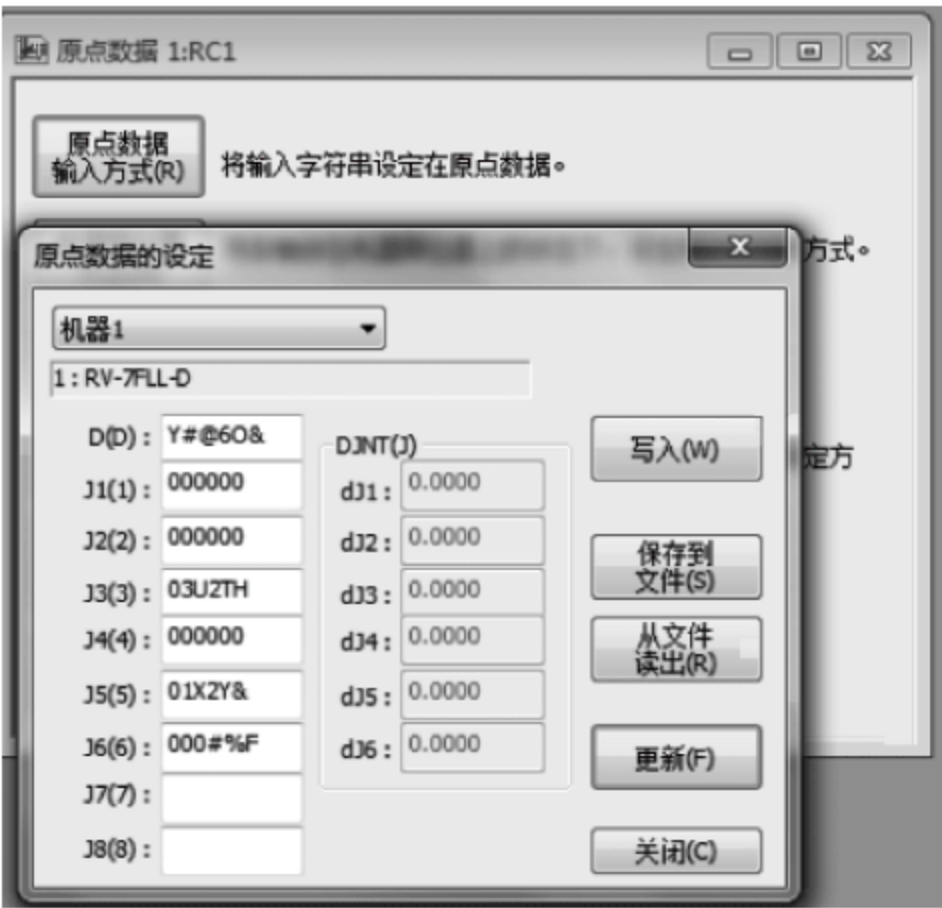 原点数据 1:RC1
原点数据
输入方式(R)
将输入字符串设定在原点数据。
方式。
原点数据的设定
机器1
1:RV-7FLL-D
D(D): Y#@6O&
DJNT(J)
写入(W)
定方
J1(1): 000000
dJ1: 0.0000
J2(2): 000000
dJ2: 0.0000
保存到
文件(S)
J3(3): 03U2TH
dJ3: 0.0000
J4(4): 000000
dJ4: 0.0000
从文件
读出(R)
J5(5): 01X2Y&
dJ5: 0.0000
J6(6): 000#%F
dJ6: 0.0000
更新(F)
J7(7):
J8(8):
关闭(C)